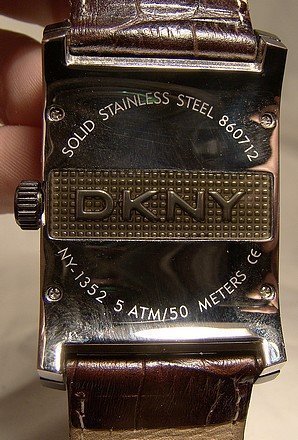 SOLID STAINLESS STEEL 860712
DKNY
NY-1352 5 ATM/50 METERS CE